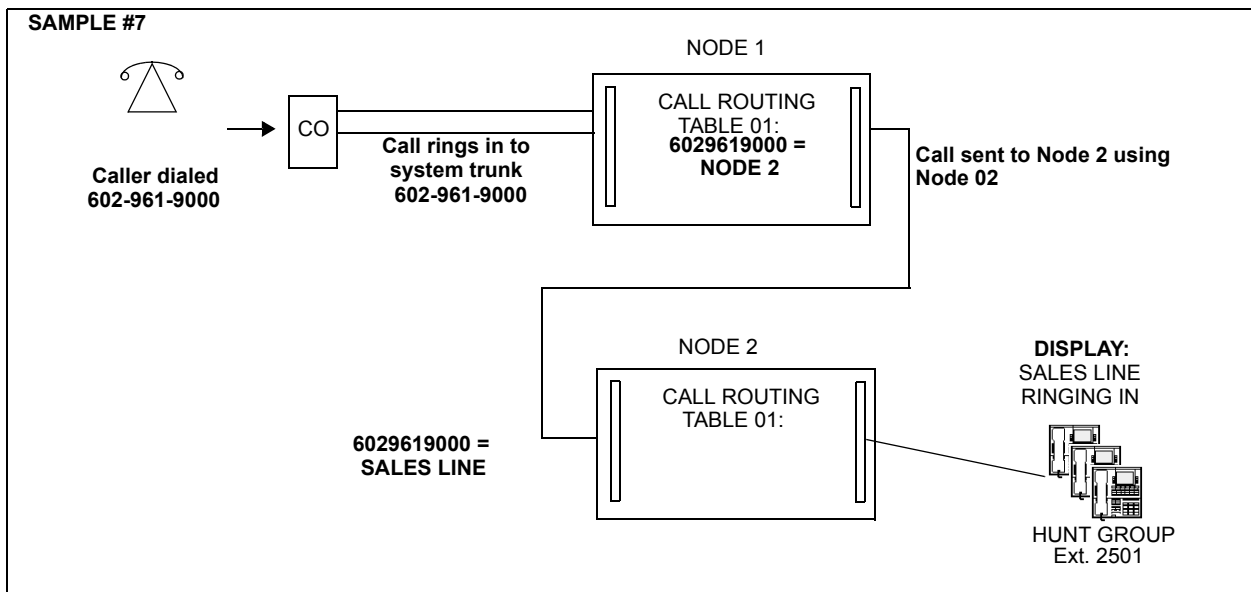 SAMPLE #7
NODE 1
CO
Caller dialed
602-961-9000
Call rings in to
system trunk
602-961-9000
CALL ROUTING
TABLE 01:
6029619000 =
NODE 2
Call sent to Node 2 using
Node 02
NODE 2
CALL ROUTING
TABLE 01:
6029619000 =
SALES LINE
DISPLAY:
SALES LINE
RINGING IN
HUNT GROUP
Ext. 2501